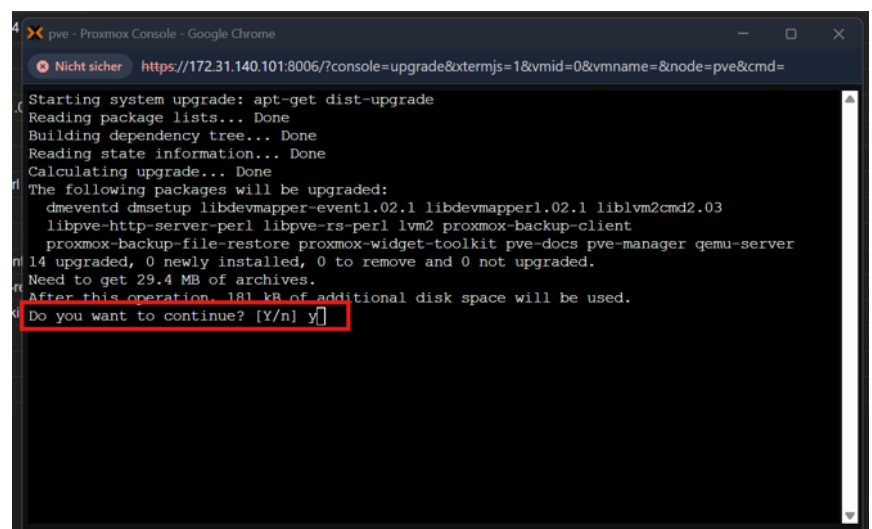 4
pve - Proxmox Console - Google Chrome
Nicht sicher https://172.31.140.101:8006/?console=upgrade&xtermjs=1&vmid=0&vmname=&node=pve&cmd=
Starting system upgrade: apt-get dist-upgrade
Reading package lists... Done
Building dependency tree... Done
Reading state information... Done
Calculating upgrade... Done
The following packages will be upgraded:
dmeventd dmsetup libdevmapper-event1.02.1 libdevmapper1.02.1 liblvm2cmd2.03
libpve-http-server-perl libpve-rs-perl lvm2 proxmox-backup-client
proxmox-backup-file-restore proxmox-widget-toolkit pve-docs pve-manager qemu-server
14 upgraded, 0 newly installed, 0 to remove and 0 not upgraded.
Need to get 29.4 MB of archives.
After this operation, 181 kB of additional disk space will be used.
Do you want to continue? [Y/n] y